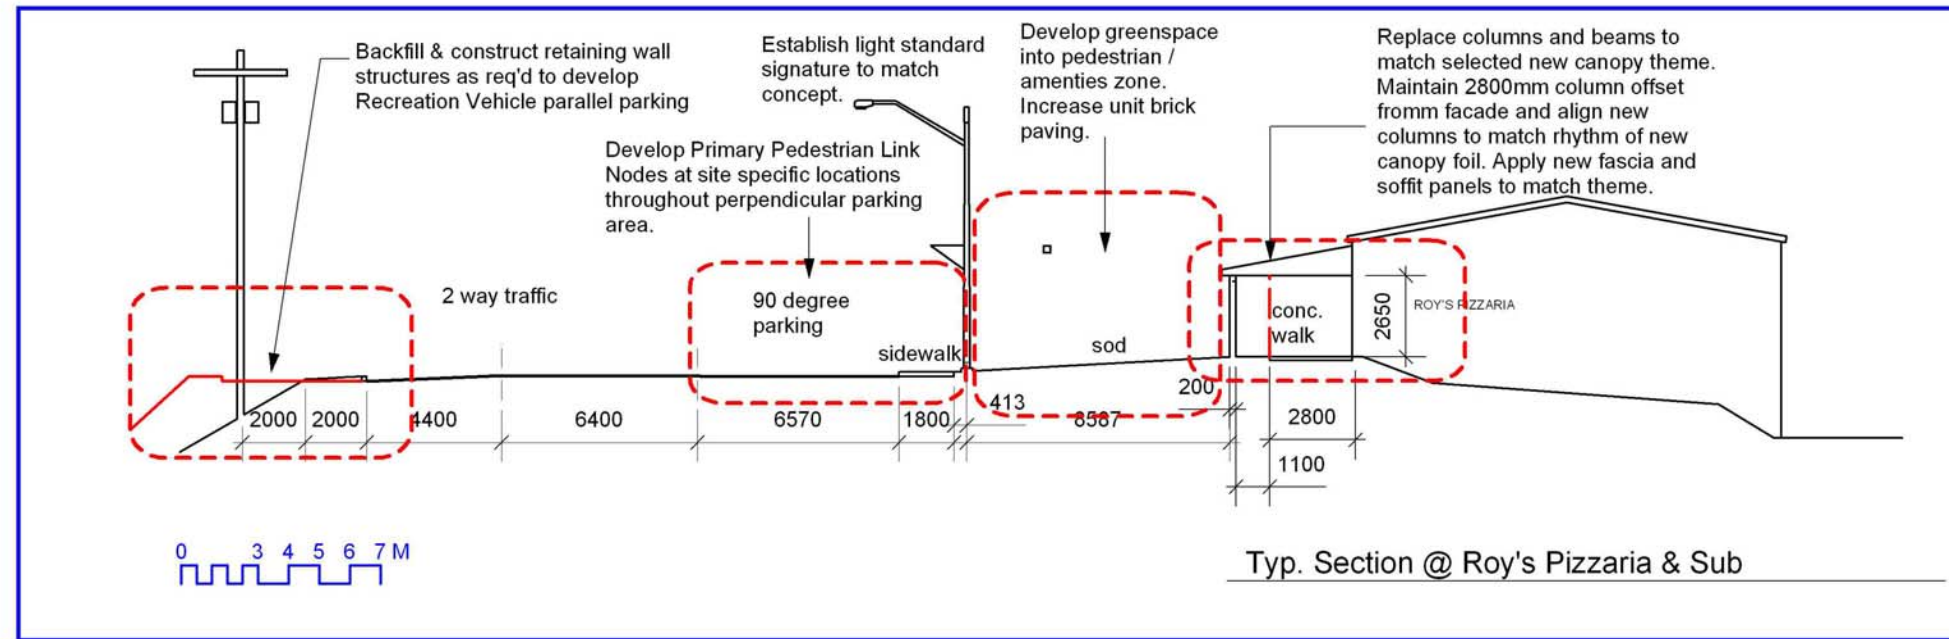 Backfill & construct retaining wall
structures as req'd to develop
Recreation Vehicle parallel parking
Establish light standard
signature to match
concept.
Develop greenspace
into pedestrian /
amenties zone.
Increase unit brick
paving.
Replace columns and beams to
match selected new canopy theme.
Maintain 2800mm column offset
fromm facade and align new
columns to match rhythm of new
canopy foil. Apply new fascia and
soffit panels to match theme.
Develop Primary Pedestrian Link
Nodes at site specific locations
throughout perpendicular parking
area.
2 way traffic
90 degree
parking
sidewalk
sod
conc.
walk
2650
ROY'S PIZZARIA
2000 2000 4400 6400 6570 1800 413 8587 200 2800
1100
0 3 4 5 6 7 M
Typ. Section @ Roy's Pizzaria & Sub